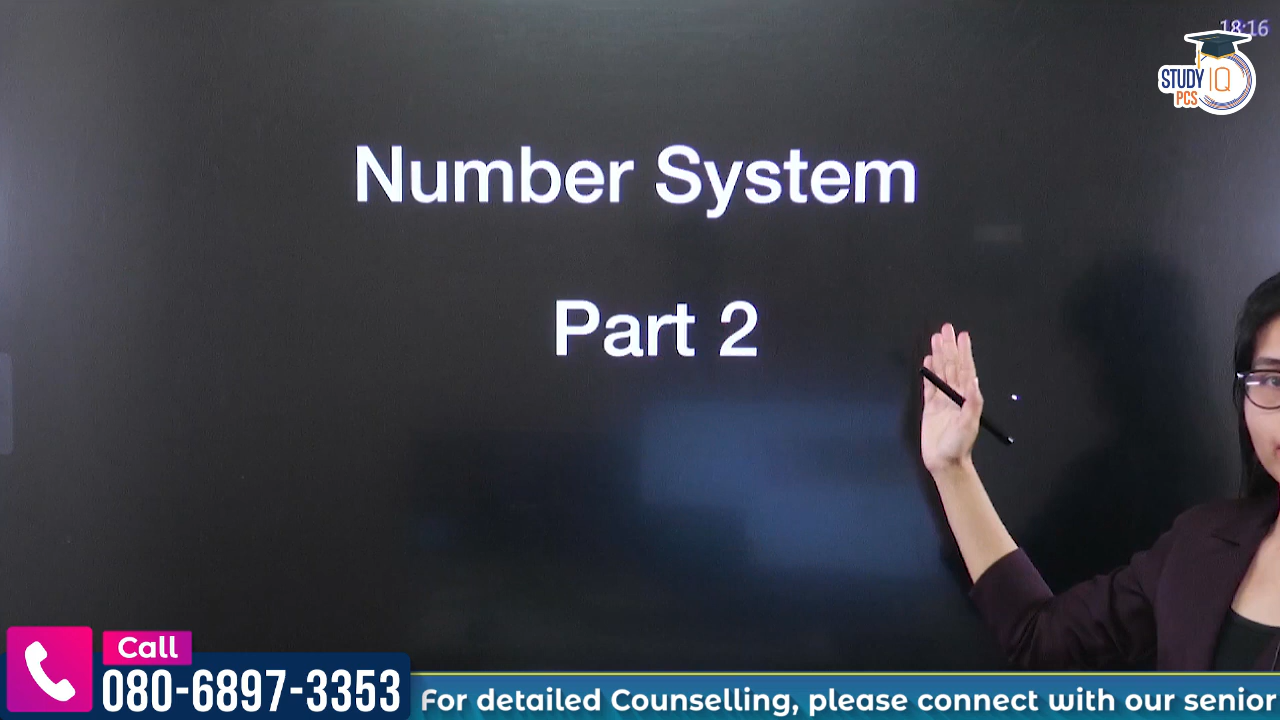 18:16
STUDY IQ
PCS
Number System
Part 2
Call
080-6897-3353
For detailed Counselling, please connect with our senior